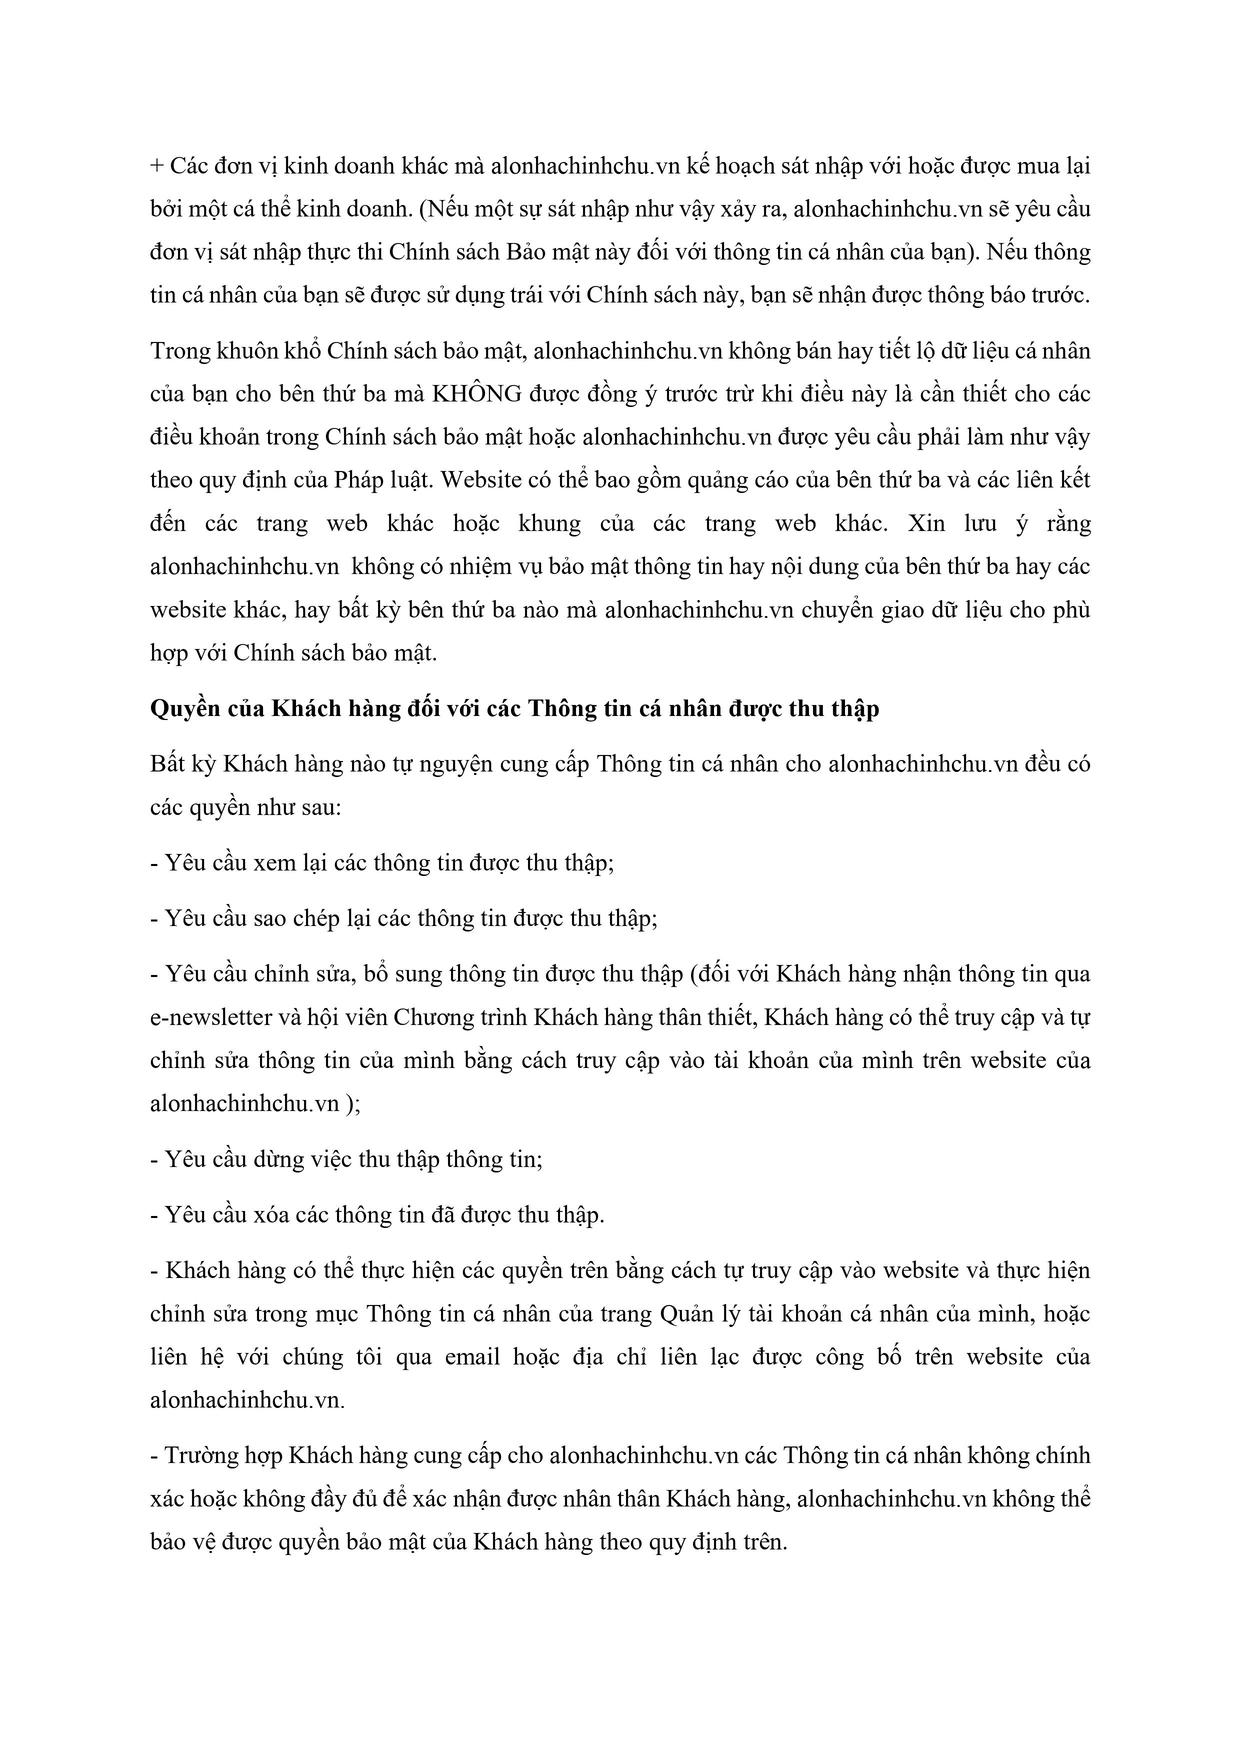 + Các đơn vị kinh doanh khác mà alonhachinhchu.vn kế hoạch sát nhập với hoặc được mua lại
bởi một cá thể kinh doanh. (Nếu một sự sát nhập như vậy xảy ra, alonhachinhchu.vn sẽ yêu cầu
đơn vị sát nhập thực thi Chính sách Bảo mật này đối với thông tin cá nhân của bạn). Nếu thông
tin cá nhân của bạn sẽ được sử dụng trái với Chính sách này, bạn sẽ nhận được thông báo trước.
Trong khuôn khổ Chính sách bảo mật, alonhachinhchu.vn không bán hay tiết lộ dữ liệu cá nhân
của bạn cho bên thứ ba mà KHÔNG được đồng ý trước trừ khi điều này là cần thiết cho các
điều khoản trong Chính sách bảo mật hoặc alonhachinhchu.vn được yêu cầu phải làm như vậy
theo quy định của Pháp luật. Website có thể bao gồm quảng cáo của bên thứ ba và các liên kết
đến các trang web khác hoặc khung của các trang web khác. Xin lưu ý rằng
alonhachinhchu.vn không có nhiệm vụ bảo mật thông tin hay nội dung của bên thứ ba hay các
website khác, hay bất kỳ bên thứ ba nào mà alonhachinhchu.vn chuyển giao dữ liệu cho phù
hợp với Chính sách bảo mật.
Quyền của Khách hàng đối với các Thông tin cá nhân được thu thập
Bất kỳ Khách hàng nào tự nguyện cung cấp Thông tin cá nhân cho alonhachinhchu.vn đều có
các quyền như sau:
- Yêu cầu xem lại các thông tin được thu thập;
- Yêu cầu sao chép lại các thông tin được thu thập;
- Yêu cầu chỉnh sửa, bổ sung thông tin được thu thập (đối với Khách hàng nhận thông tin qua
e-newsletter và hội viên Chương trình Khách hàng thân thiết, Khách hàng có thể truy cập và tự
chỉnh sửa thông tin của mình bằng cách truy cập vào tài khoản của mình trên website của
alonhachinhchu.vn );
- Yêu cầu dừng việc thu thập thông tin;
- Yêu cầu xóa các thông tin đã được thu thập.
- Khách hàng có thể thực hiện các quyền trên bằng cách tự truy cập vào website và thực hiện
chỉnh sửa trong mục Thông tin cá nhân của trang Quản lý tài khoản cá nhân của mình, hoặc
liên hệ với chúng tôi qua email hoặc địa chỉ liên lạc được công bố trên website của
alonhachinhchu.vn.
- Trường hợp Khách hàng cung cấp cho alonhachinhchu.vn các Thông tin cá nhân không chính
xác hoặc không đầy đủ để xác nhận được nhân thân Khách hàng, alonhachinhchu.vn không thể
bảo vệ được quyền bảo mật của Khách hàng theo quy định trên.